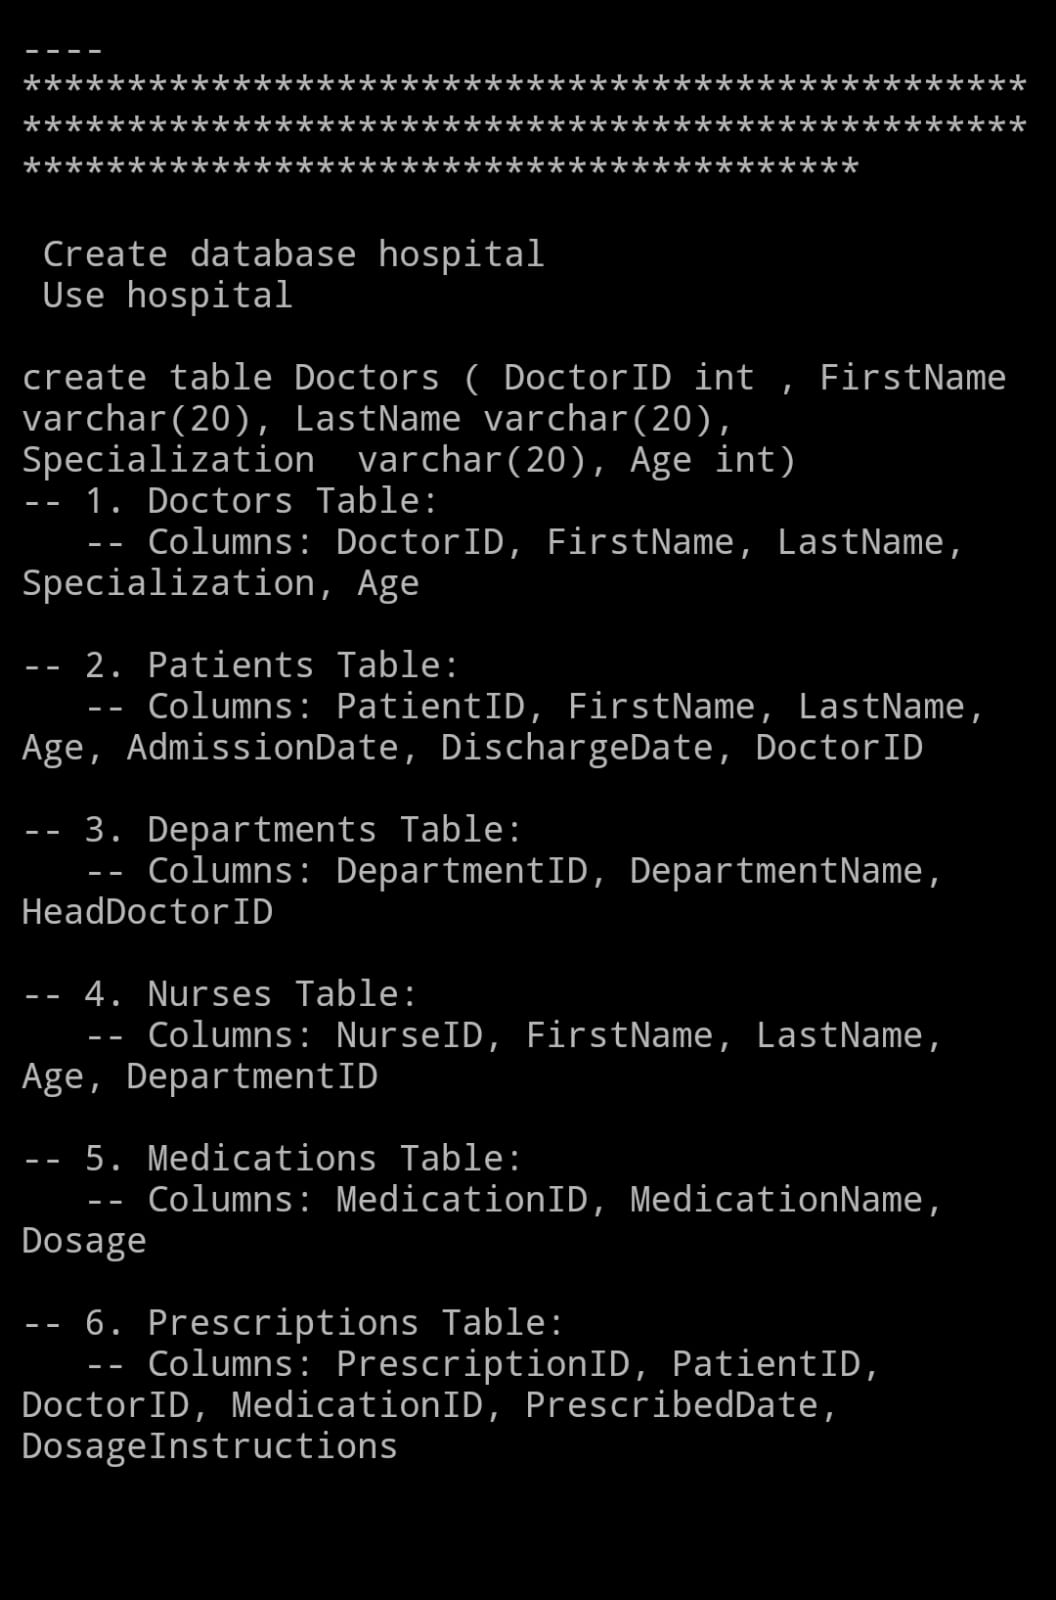 ----
************************************************
************************************************
****************************************
 Create database hospital
 Use hospital
create table Doctors ( DoctorID int , FirstName
varchar(20), LastName varchar(20),
Specialization  varchar(20), Age int)
-- 1. Doctors Table:
   -- Columns: DoctorID, FirstName, LastName,
Specialization, Age
-- 2. Patients Table:
   -- Columns: PatientID, FirstName, LastName,
Age, AdmissionDate, DischargeDate, DoctorID
-- 3. Departments Table:
   -- Columns: DepartmentID, DepartmentName,
HeadDoctorID
-- 4. Nurses Table:
   -- Columns: NurseID, FirstName, LastName,
Age, DepartmentID
-- 5. Medications Table:
   -- Columns: MedicationID, MedicationName,
Dosage
-- 6. Prescriptions Table:
   -- Columns: PrescriptionID, PatientID,
DoctorID, MedicationID, PrescribedDate,
DosageInstructions